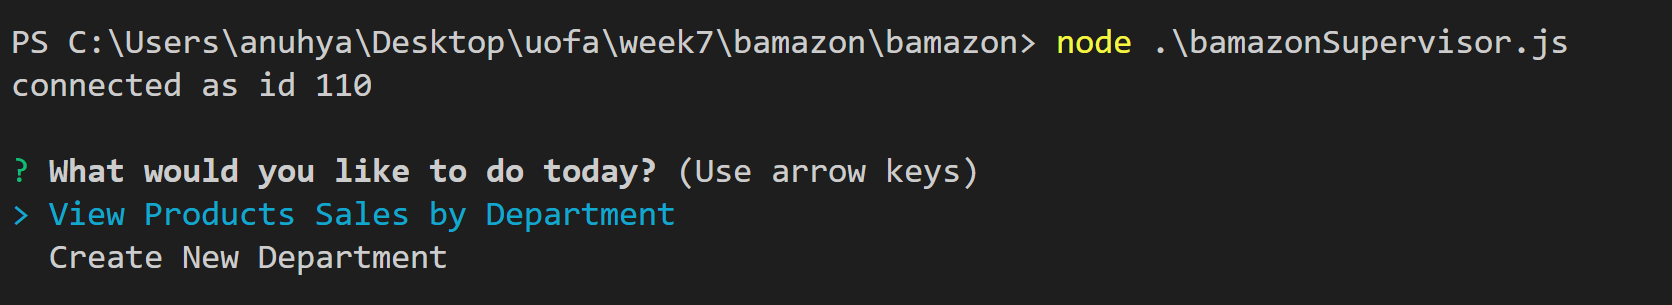 PS C:\Users\anuhya\Desktop\uofa\week7\bamazon\bamazon> node .\bamazonSupervisor.js
connected as id 110
? What would you like to do today? (Use arrow keys)
> View Products Sales by Department
Create New Department